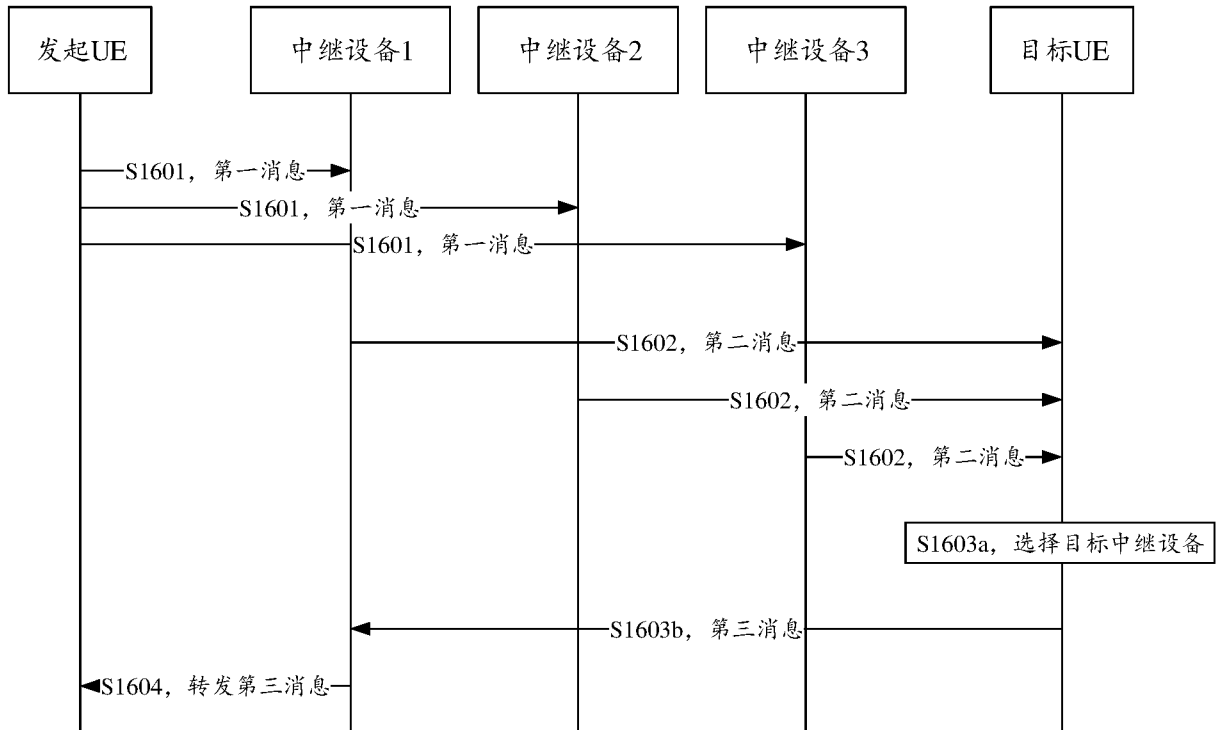 发起UE
中继设备1
中继设备2
中继设备3
目标UE
S1601，第一消息
S1601，第一消息
S1601，第一消息
S1602，第二消息
S1602，第二消息
S1602，第二消息
S1603a，选择目标中继设备
S1603b，第三消息
S1604，转发第三消息